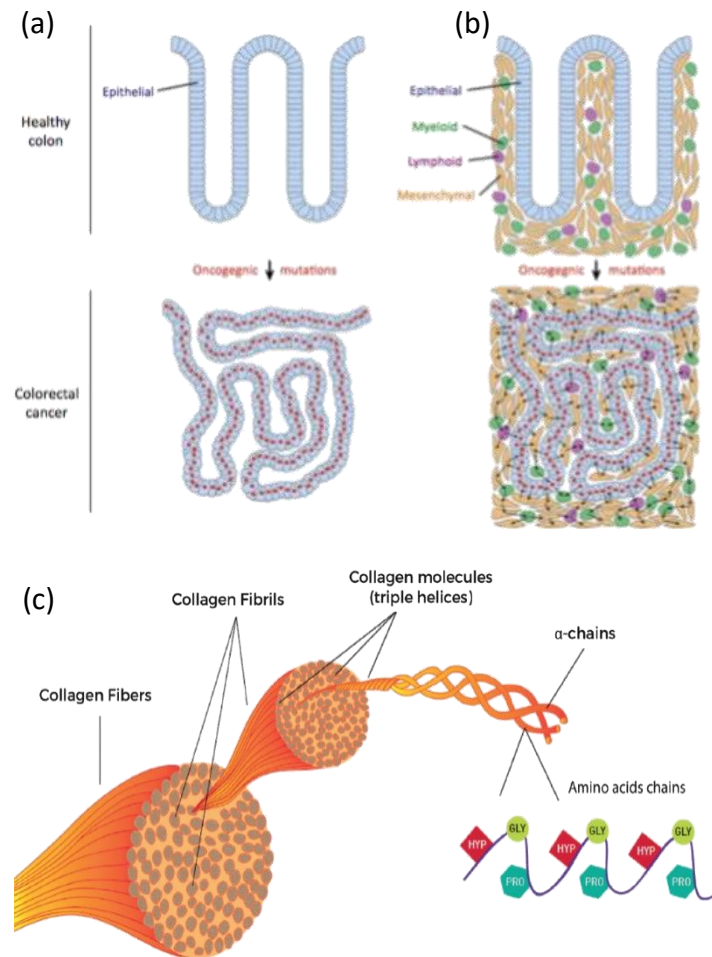 (a)
(b)
Healthy
colon
Epithelial
Epithelial
Myeloid
Lymphoid
Mesenchymal
Oncogegnic mutations
Oncogegnic mutations
Colorectal
cancer
(c)
Collagen Fibers
Collagen Fibrils
Collagen molecules
(triple helices)
α-chains
Amino acids chains
HYP
GLY
PRO
HYP
GLY
PRO
HYP
GLY
PRO